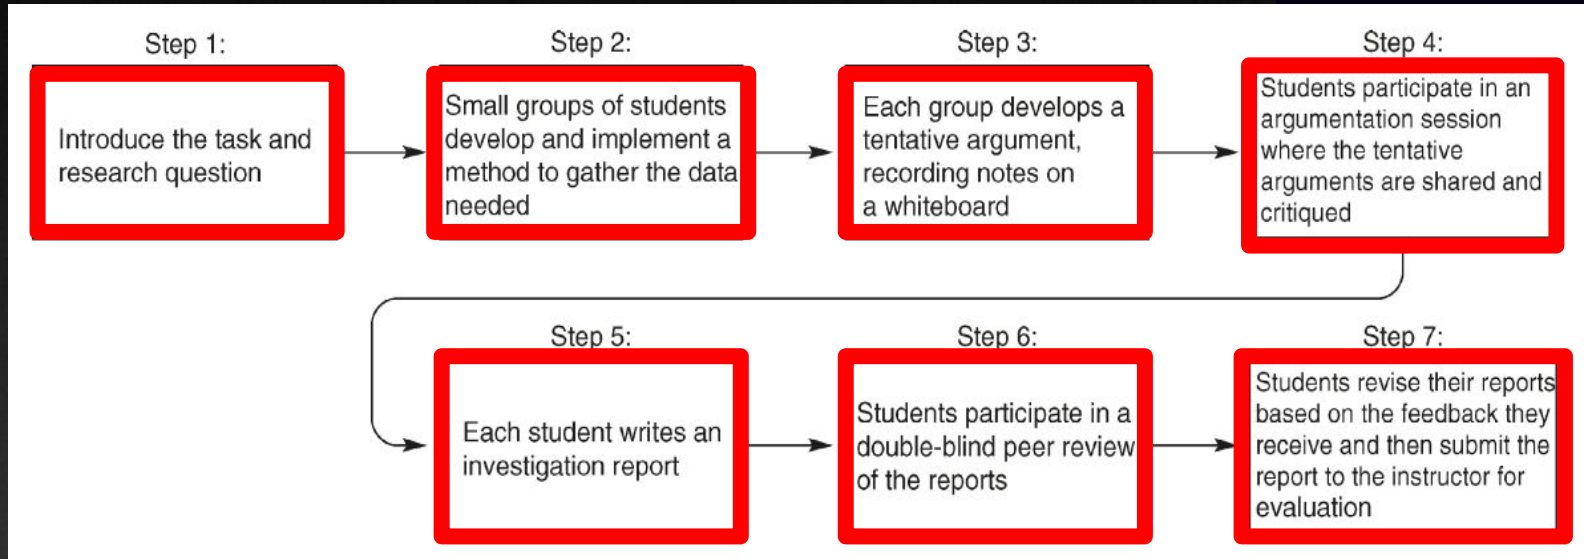 Step 1:
Introduce the task and
research question
Step 2:
Small groups of students
develop and implement a
method to gather the data
needed
Step 3:
Each group develops a
tentative argument,
recording notes on
a whiteboard
Step 4:
Students participate in an
argumentation session
where the tentative
arguments are shared and
critiqued
Step 5:
Each student writes an
investigation report
Step 6:
Students participate in a
double-blind peer review
of the reports
Step 7:
Students revise their reports
based on the feedback they
receive and then submit the
report to the instructor for
evaluation